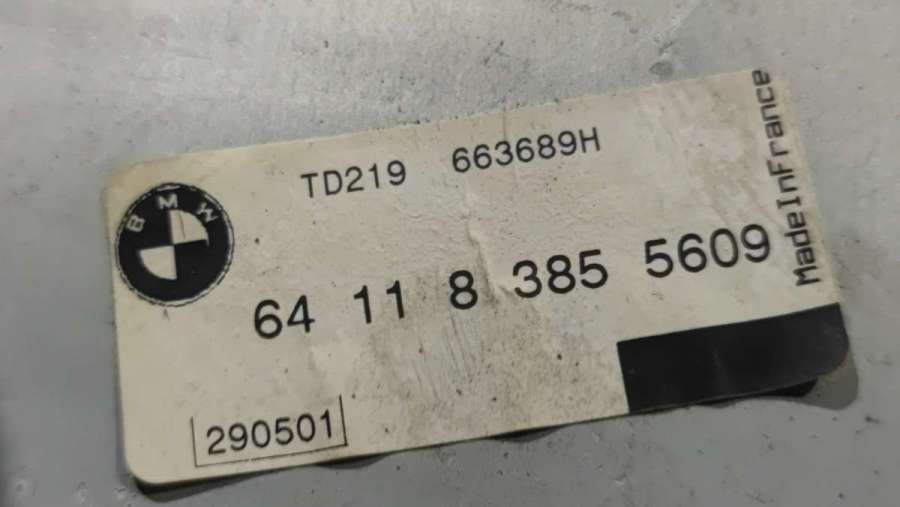 TD219 663689H
BMW
64 11 8 385 5609
MadeInFrance
290501